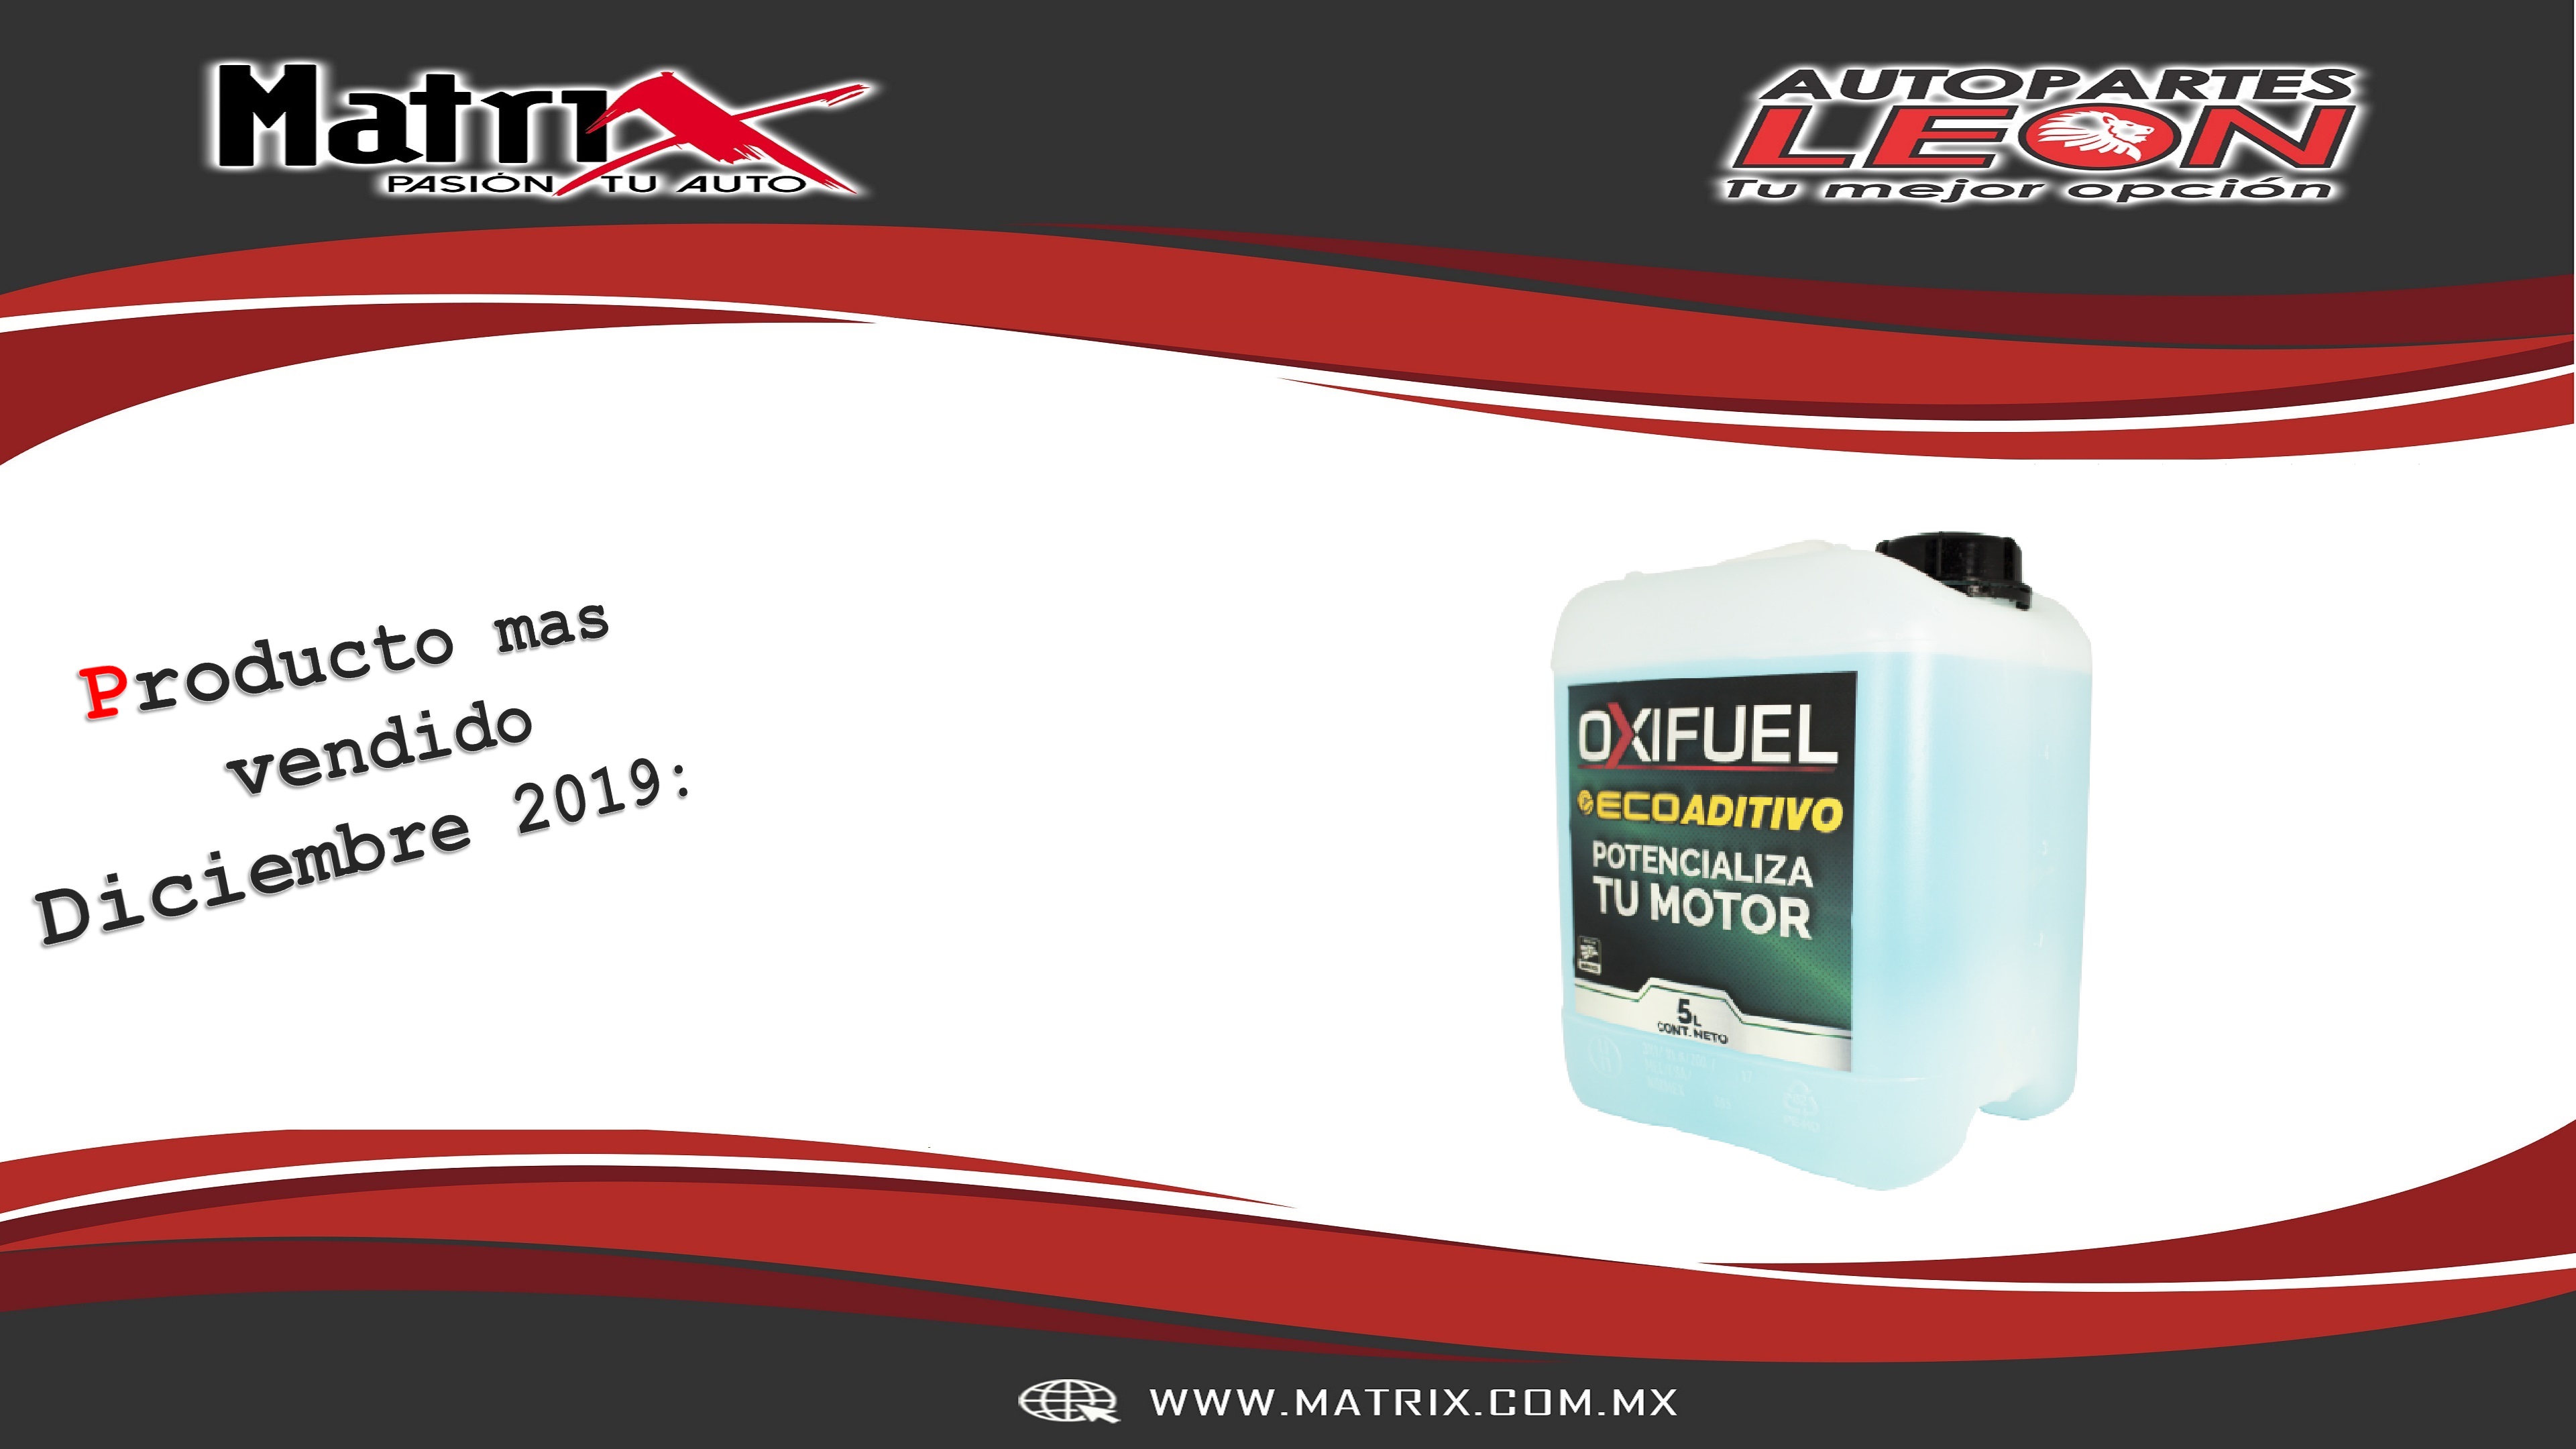 Matrix
PASIÓN X TU AUTO
AUTOPARTES
LEON
Tu mejor opción
Producto mas
vendido
Diciembre 2019:
OXIFUEL
ECOADITIVO
POTENCIALIZA
TU MOTOR
5L
CONT. NETO
WWW.MATRIX.COM.MX